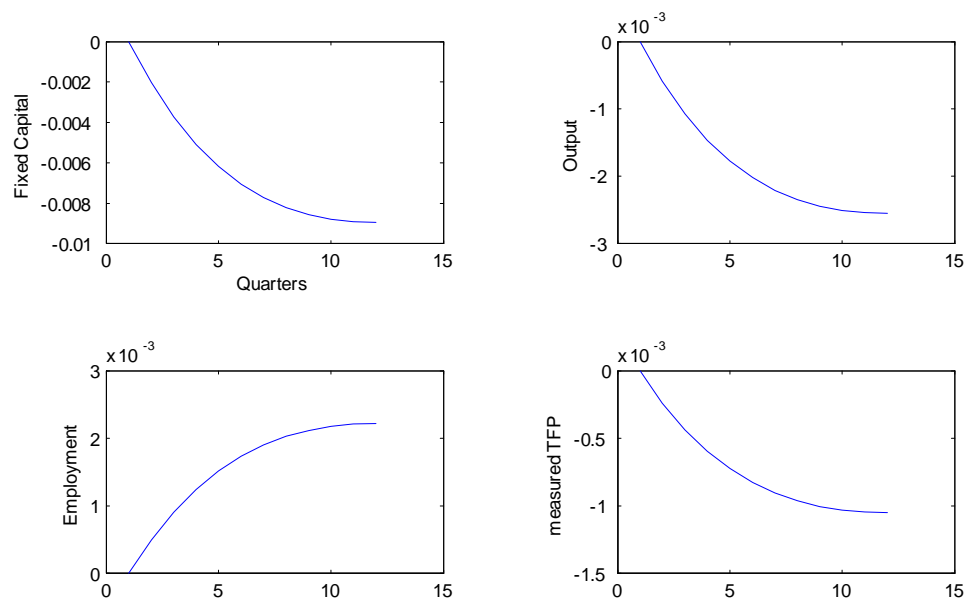 x 10 -3
0
-0.002
-0.004
-0.006
-0.008
-0.01
Fixed Capital
0 5 10 15
Quarters
0
-1
-2
-3
Output
0 5 10 15
x 10 -3
3
2
1
0
Employment
0 5 10 15
x 10 -3
0
-0.5
-1
-1.5
measured TFP
0 5 10 15